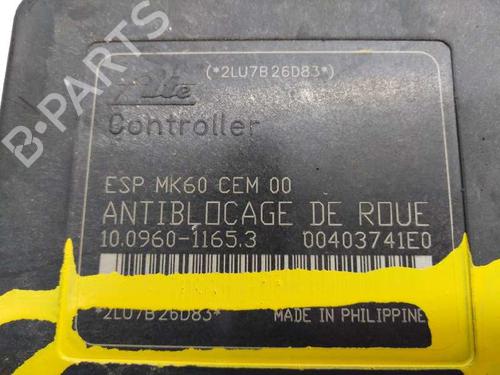 (*2LU7B26D83*)
Ate
Controller
ESP MK60 CEM 00
ANTIBLOCAGE DE ROUE
10.0960-1165.3 00403741E0
*2LU7B26D83* MADE IN PHILIPPINE